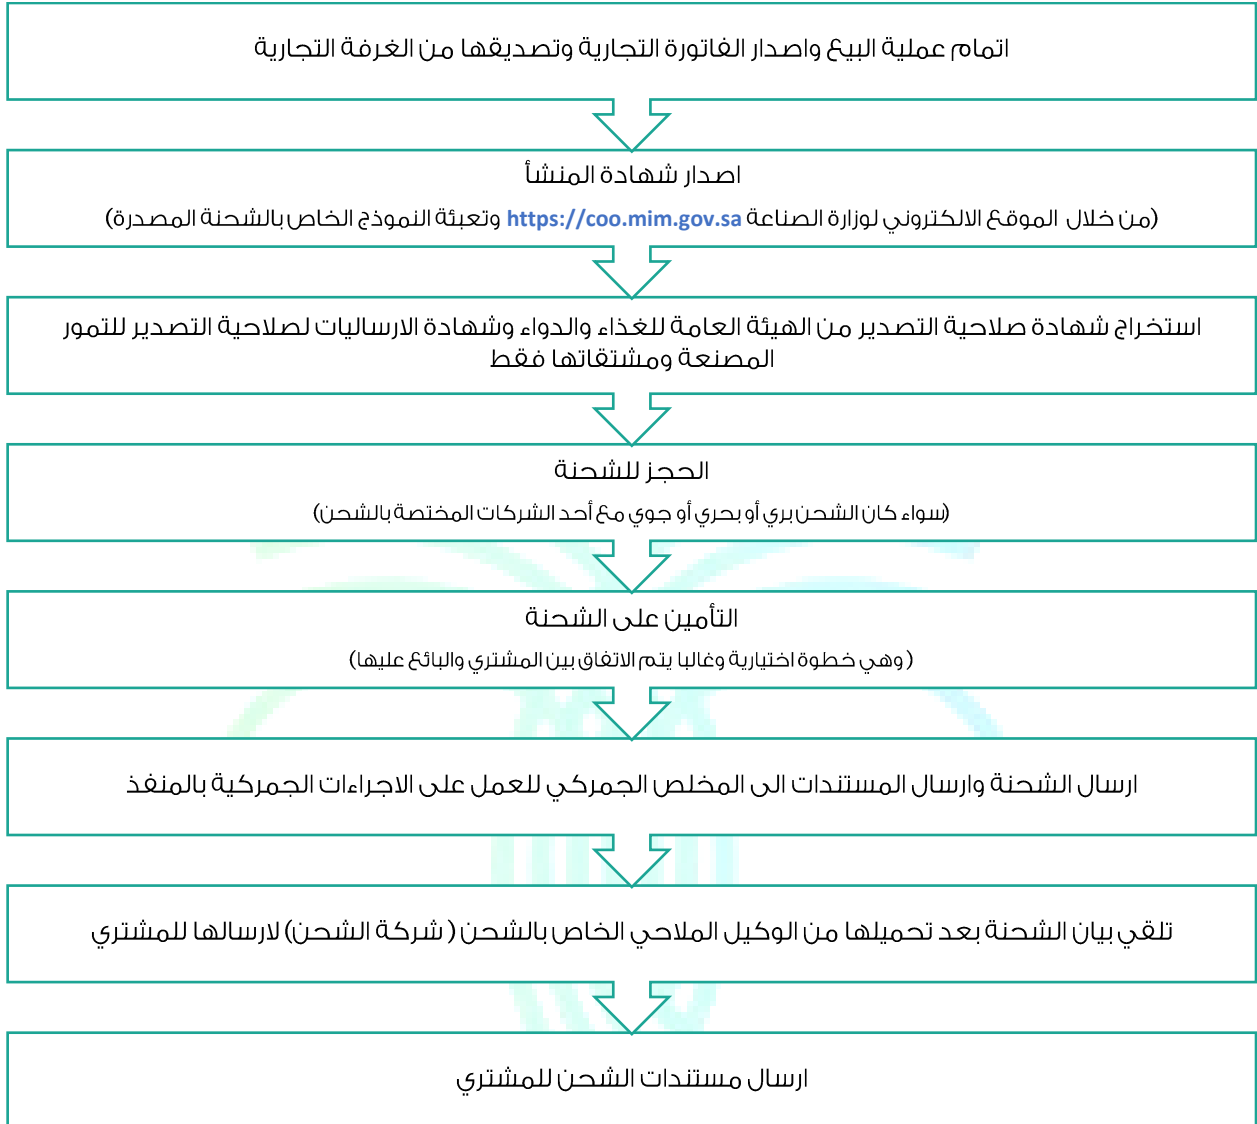 اتمام عملية البيع واصدار الفاتورة التجارية وتصديقها من الغرفة التجارية
اصدار شهادة المنشأ
(من خلال الموقع الالكتروني لوزارة الصناعة https://coo.mim.gov.sa وتعبئة النموذج الخاص بالشحنة المصدرة)
استخراج شهادة صلاحية التصدير من الهيئة العامة للغذاء والدواء وشهادة الارساليات لصلاحية التصدير للتمور
المصنعة ومشتقاتها فقط
الحجز للشحنة
(سواء كان الشحن بري أو بحري أو جوي مع أحد الشركات المختصة بالشحن)
التأمين على الشحنة
( وهي خطوة اختيارية وغالبا يتم الاتفاق بين المشتري والبائع عليها)
ارسال الشحنة وارسال المستندات الى المخلص الجمركي للعمل على الاجراءات الجمركية بالمنفذ
تلقي بيان الشحنة بعد تحميلها من الوكيل الملاحي الخاص بالشحن ( شركة الشحن) لارسالها للمشتري
ارسال مستندات الشحن للمشتري